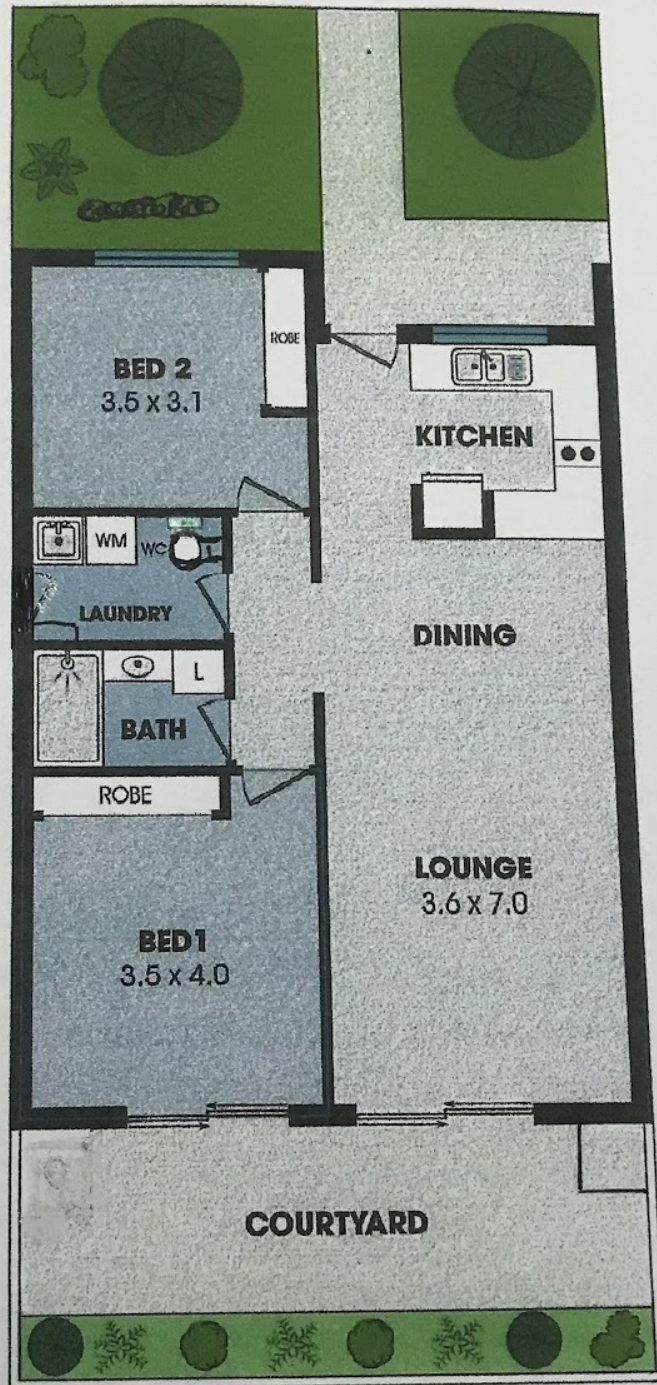 BED 2
3.5 x 3.1
ROBE
KITCHEN
WM
WC
LAUNDRY
DINING
L
BATH
ROBE
LOUNGE
3.6 x 7.0
BED 1
3.5 x 4.0
COURTYARD